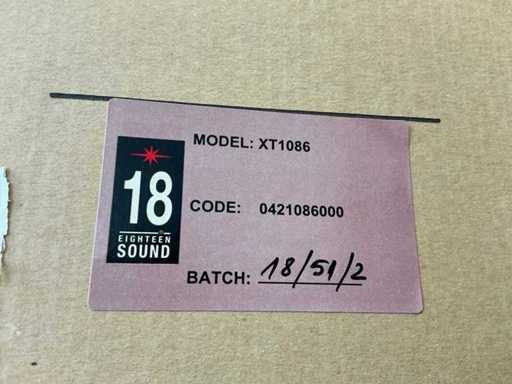 MODEL: XT1086
18
CODE: 0421086000
EIGHTEEN
SOUND
BATCH: 18/51/2